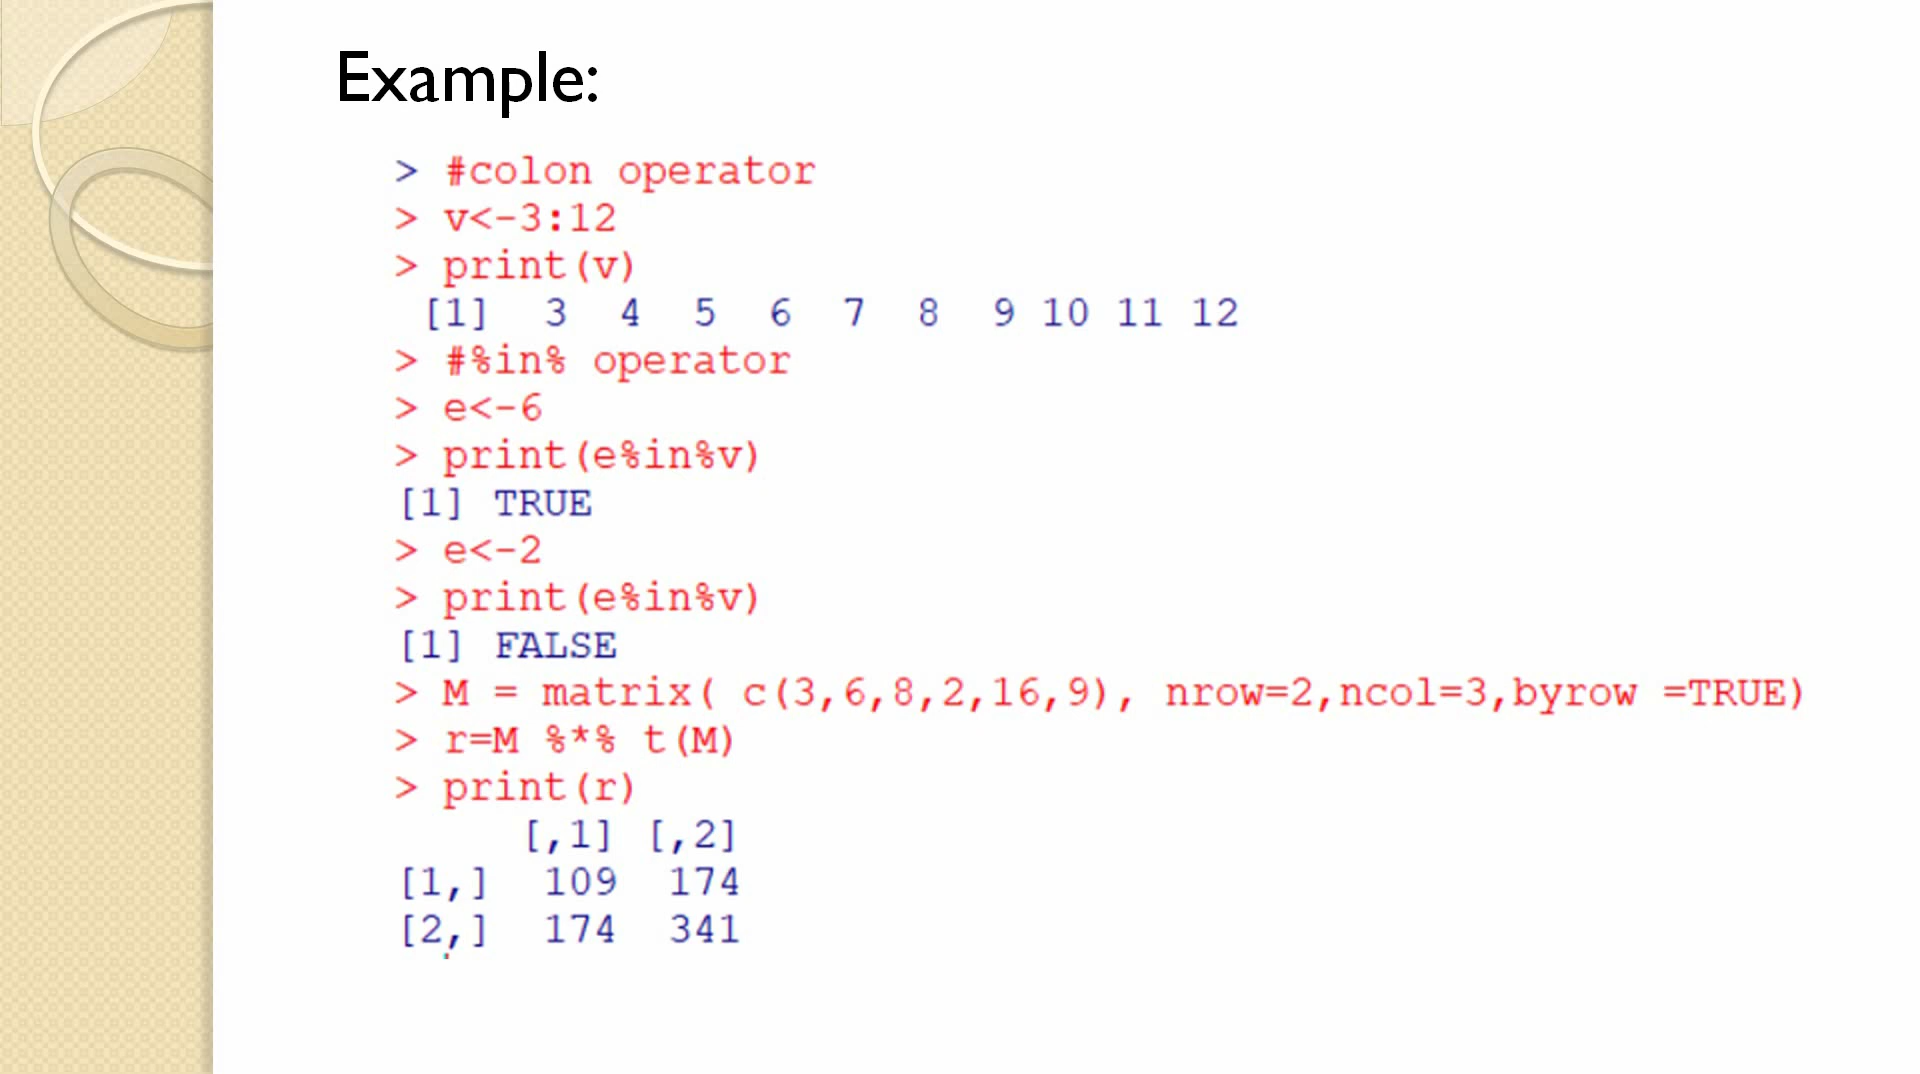 Example:
> #colon operator
> v<-3:12
> print(v)
 [1]  3  4  5  6  7  8  9 10 11 12
> #%in% operator
> e<-6
> print(e%in%v)
[1] TRUE
> e<-2
> print(e%in%v)
[1] FALSE
> M = matrix( c(3,6,8,2,16,9), nrow=2,ncol=3,byrow =TRUE)
> r=M %*% t(M)
> print(r)
     [,1] [,2]
[1,]  109  174
[2,]  174  341